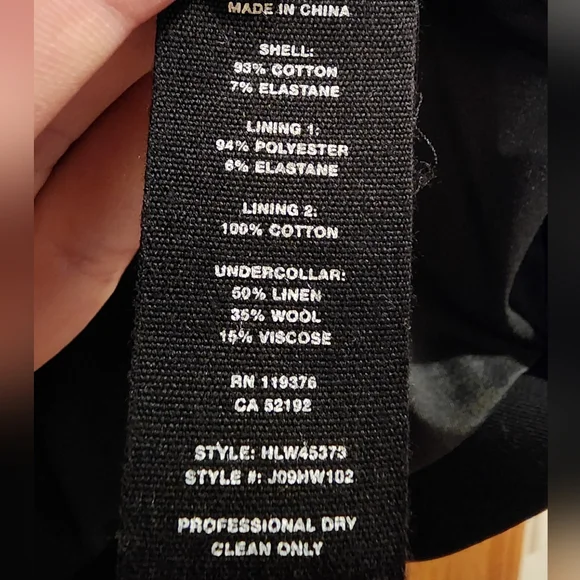 MADE IN CHINA
SHELL:
93% COTTON
7% ELASTANE
LINING 1:
94% POLYESTER
6% ELASTANE
LINING 2:
100% COTTON
UNDERCOLLAR:
50% LINEN
35% WOOL
15% VISCOSE
RN 119376
CA 52192
STYLE: HLW45373
STYLE #: J09HW102
PROFESSIONAL DRY
CLEAN ONLY